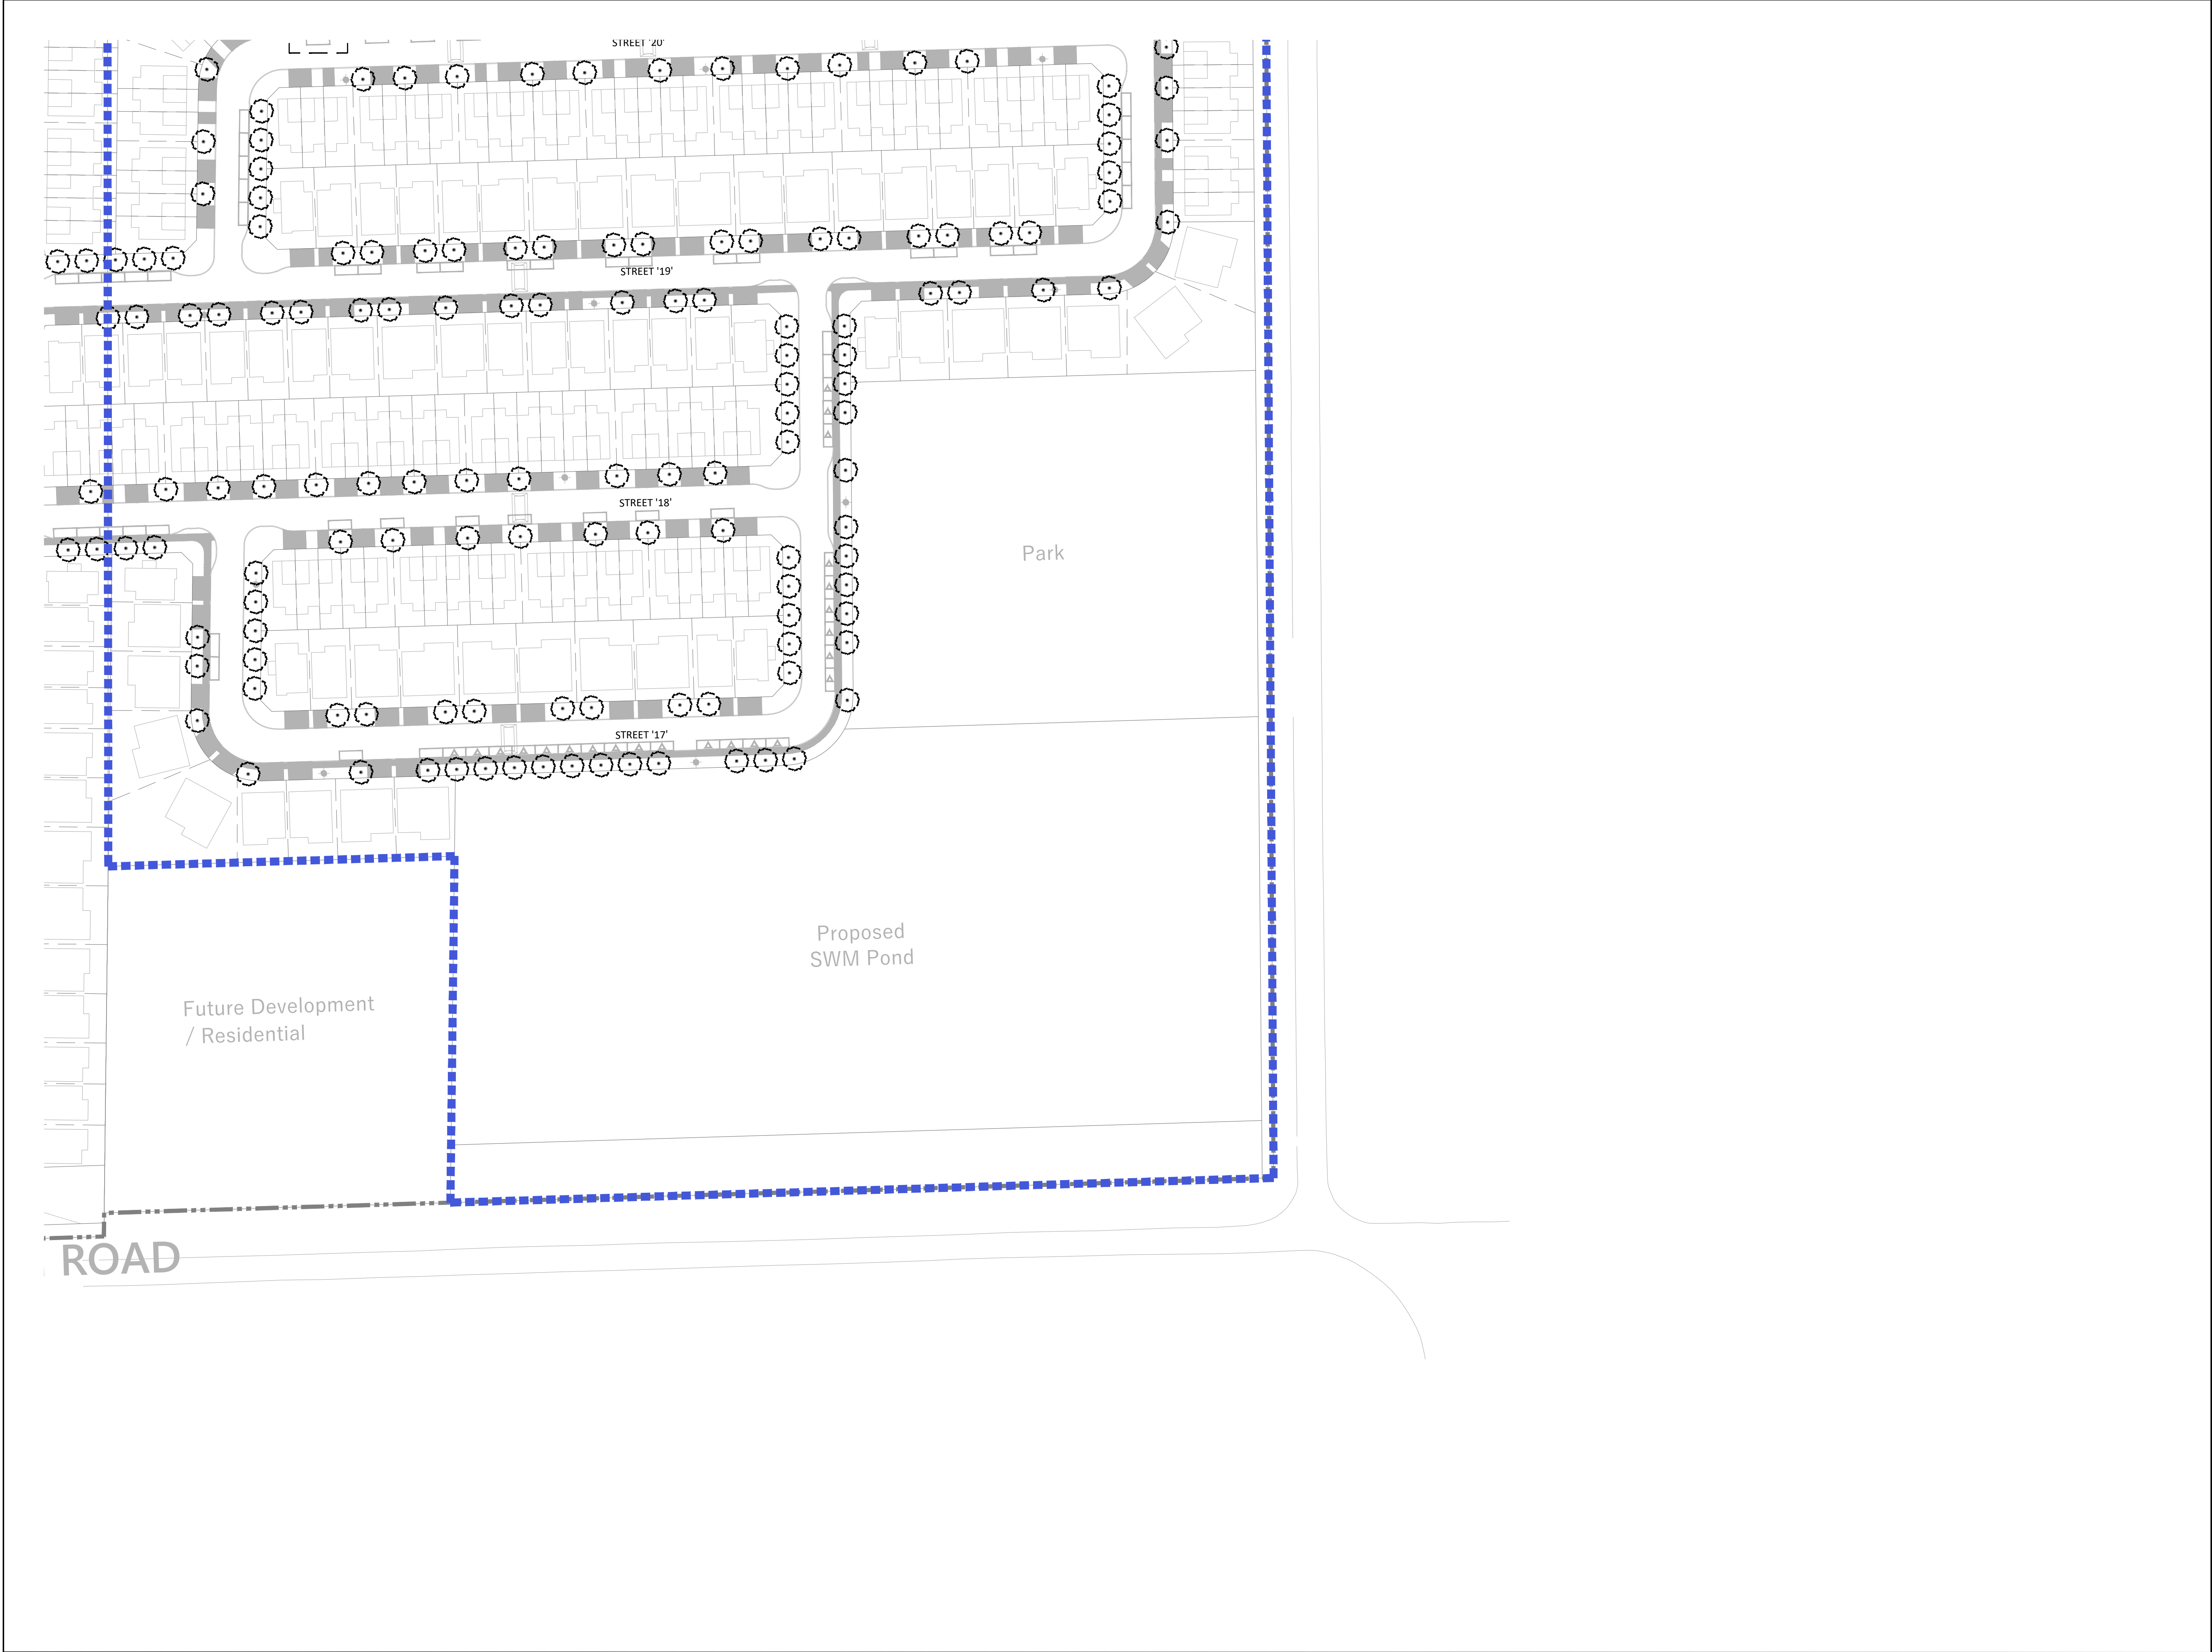 STREET '20'
STREET '19'
STREET '18'
Park
STREET '17'
Proposed
SWM Pond
Future Development
/ Residential
ROAD